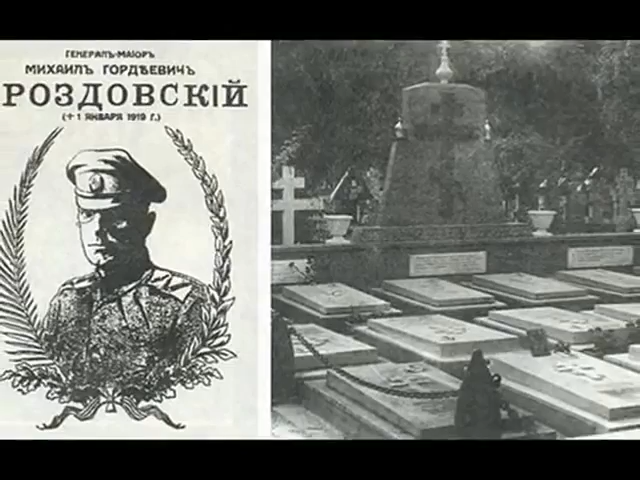 ГЕНЕРАЛЪ-МАІОРЪ
МИХАИЛЪ ГОРДѢЕВИЧЪ
РОЗДОВСКІЙ
(✝ 1 ЯНВАРЯ 1919 Г.)